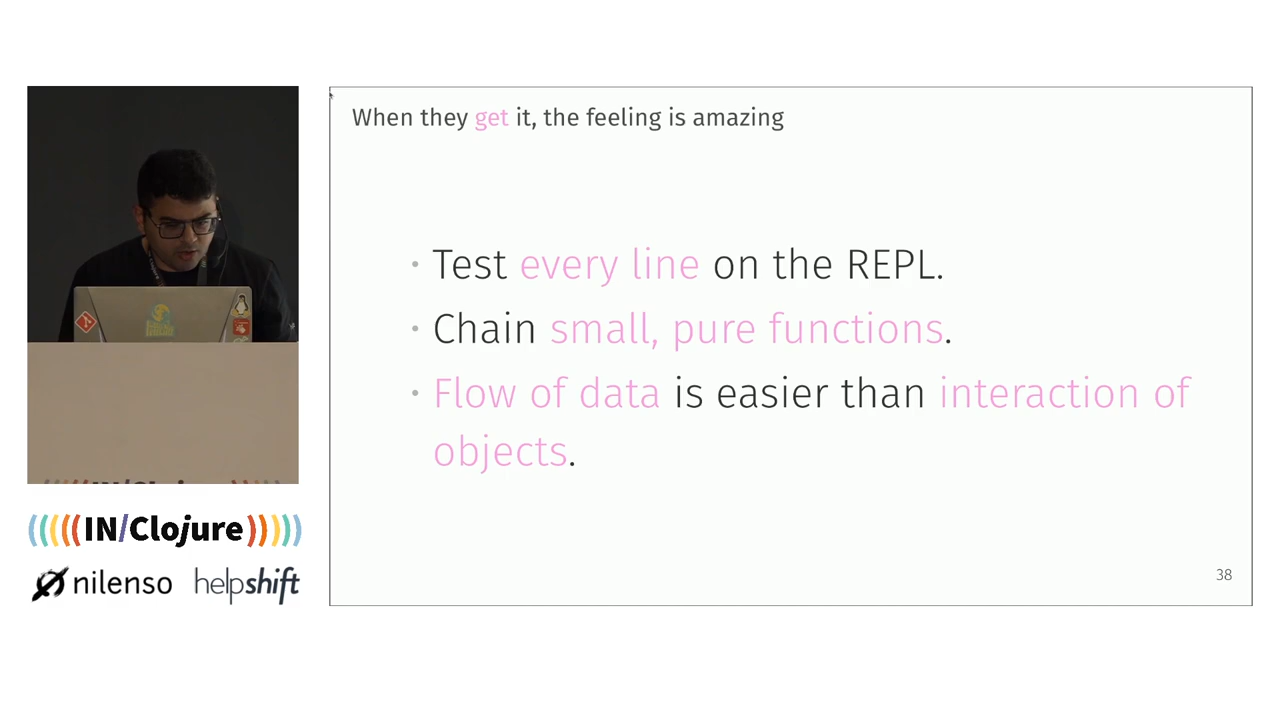 When they get it, the feeling is amazing
• Test every line on the REPL.
• Chain small, pure functions.
• Flow of data is easier than interaction of
objects.
38
((((( IN/Clojure )))))
nilenso helpshift